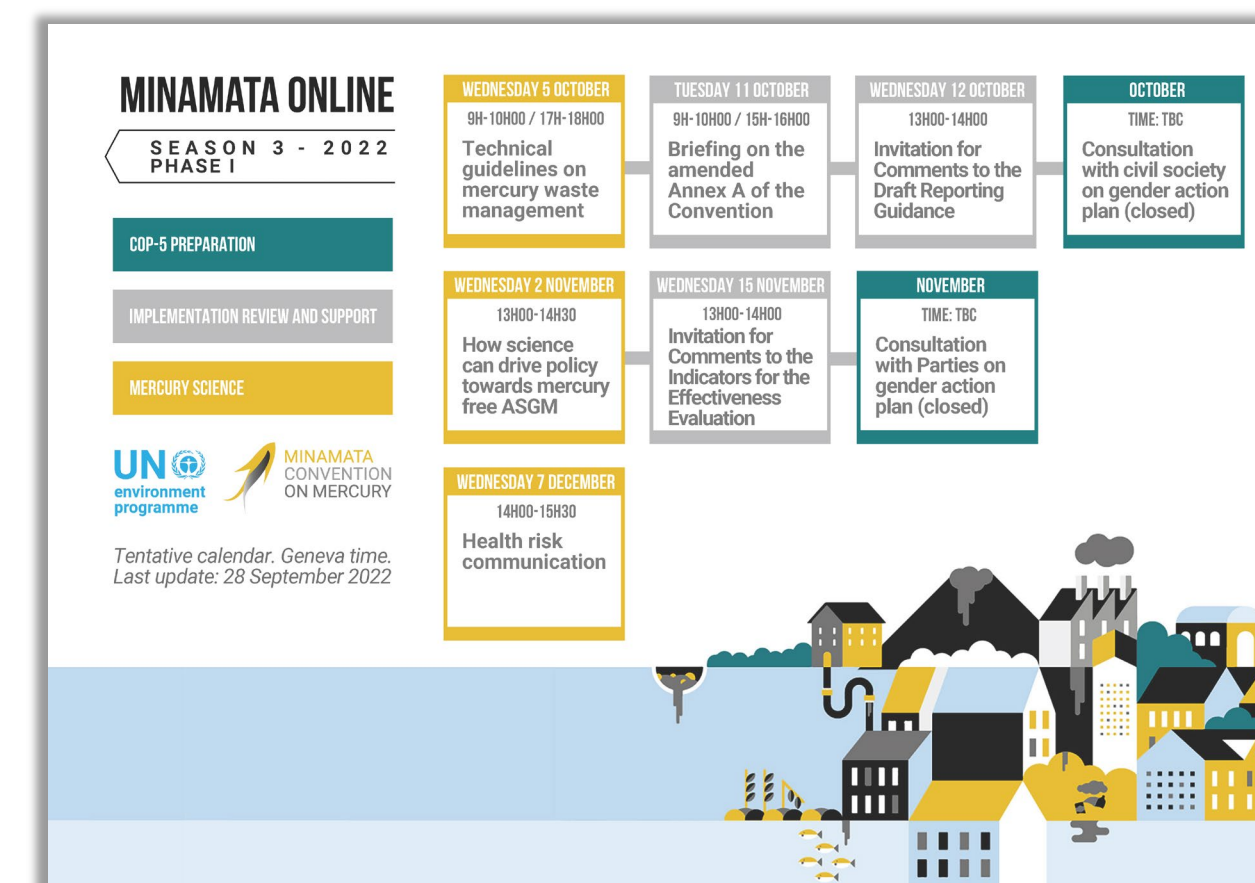 MINAMATA ONLINE
SEASON 3 - 2022
PHASE I
COP-5 PREPARATION
IMPLEMENTATION REVIEW AND SUPPORT
MERCURY SCIENCE
UN
environment
programme
MINAMATA
CONVENTION
ON MERCURY
Tentative calendar. Geneva time.
Last update: 28 September 2022
WEDNESDAY 5 OCTOBER
9H-10H00 / 17H-18H00
Technical
guidelines on
mercury waste
management
TUESDAY 11 OCTOBER
9H-10H00 / 15H-16H00
Briefing on the
amended
Annex A of the
Convention
WEDNESDAY 12 OCTOBER
13H00-14H00
Invitation for
Comments to the
Draft Reporting
Guidance
OCTOBER
TIME: TBC
Consultation
with civil society
on gender action
plan (closed)
WEDNESDAY 2 NOVEMBER
13H00-14H30
How science
can drive policy
towards mercury
free ASGM
WEDNESDAY 15 NOVEMBER
13H00-14H00
Invitation for
Comments to the
Indicators for the
Effectiveness
Evaluation
NOVEMBER
TIME: TBC
Consultation
with Parties on
gender action
plan (closed)
WEDNESDAY 7 DECEMBER
14H00-15H30
Health risk
communication